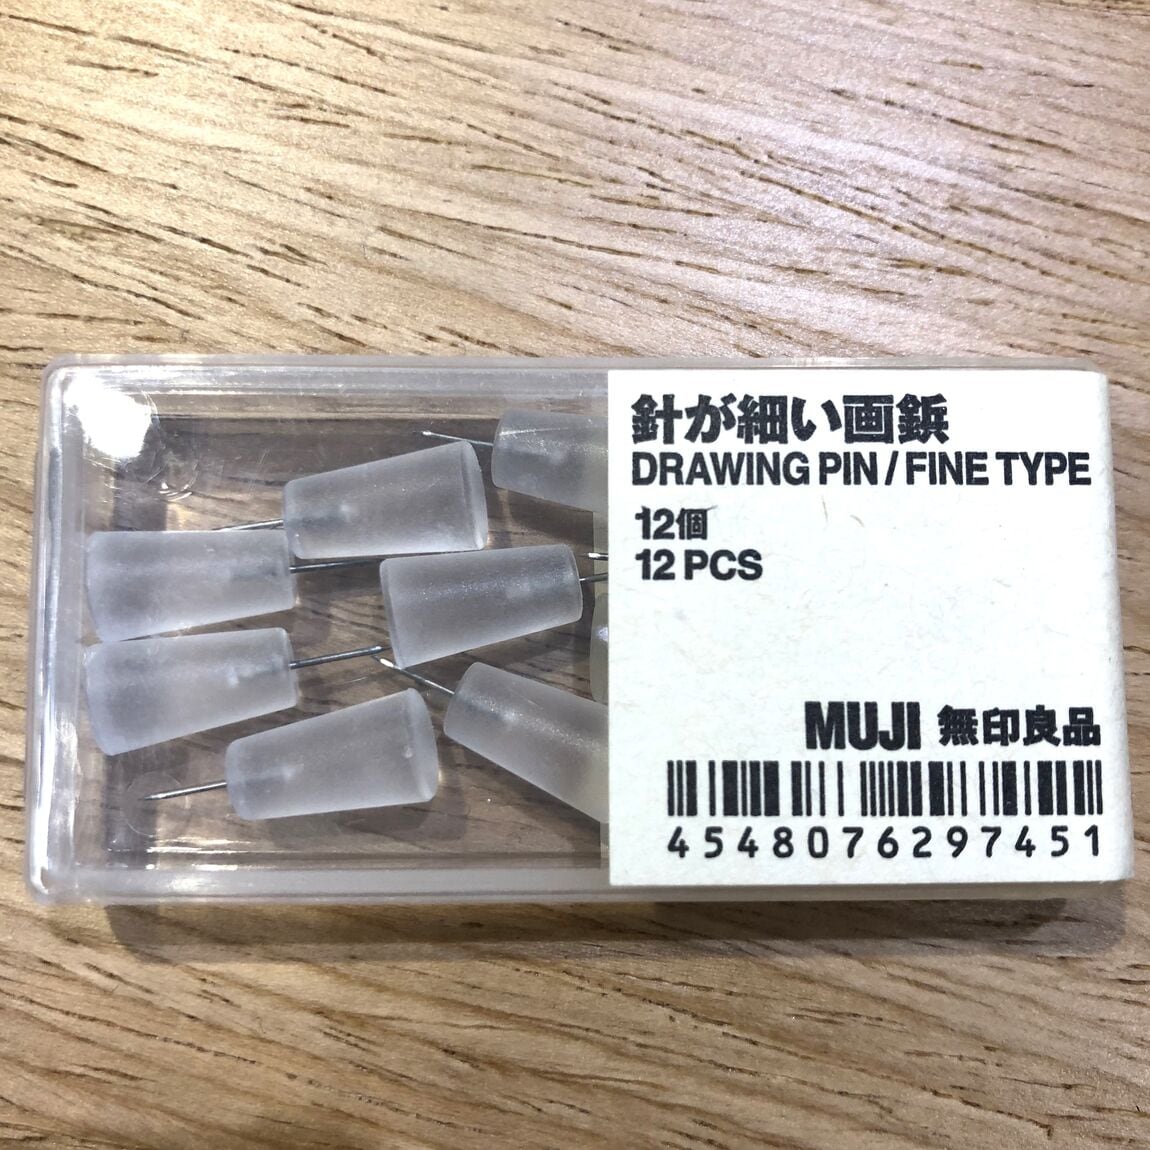 針が細い画鋲
DRAWING PIN / FINE TYPE
12個
12 PCS
MUJI 無印良品
4548076297451